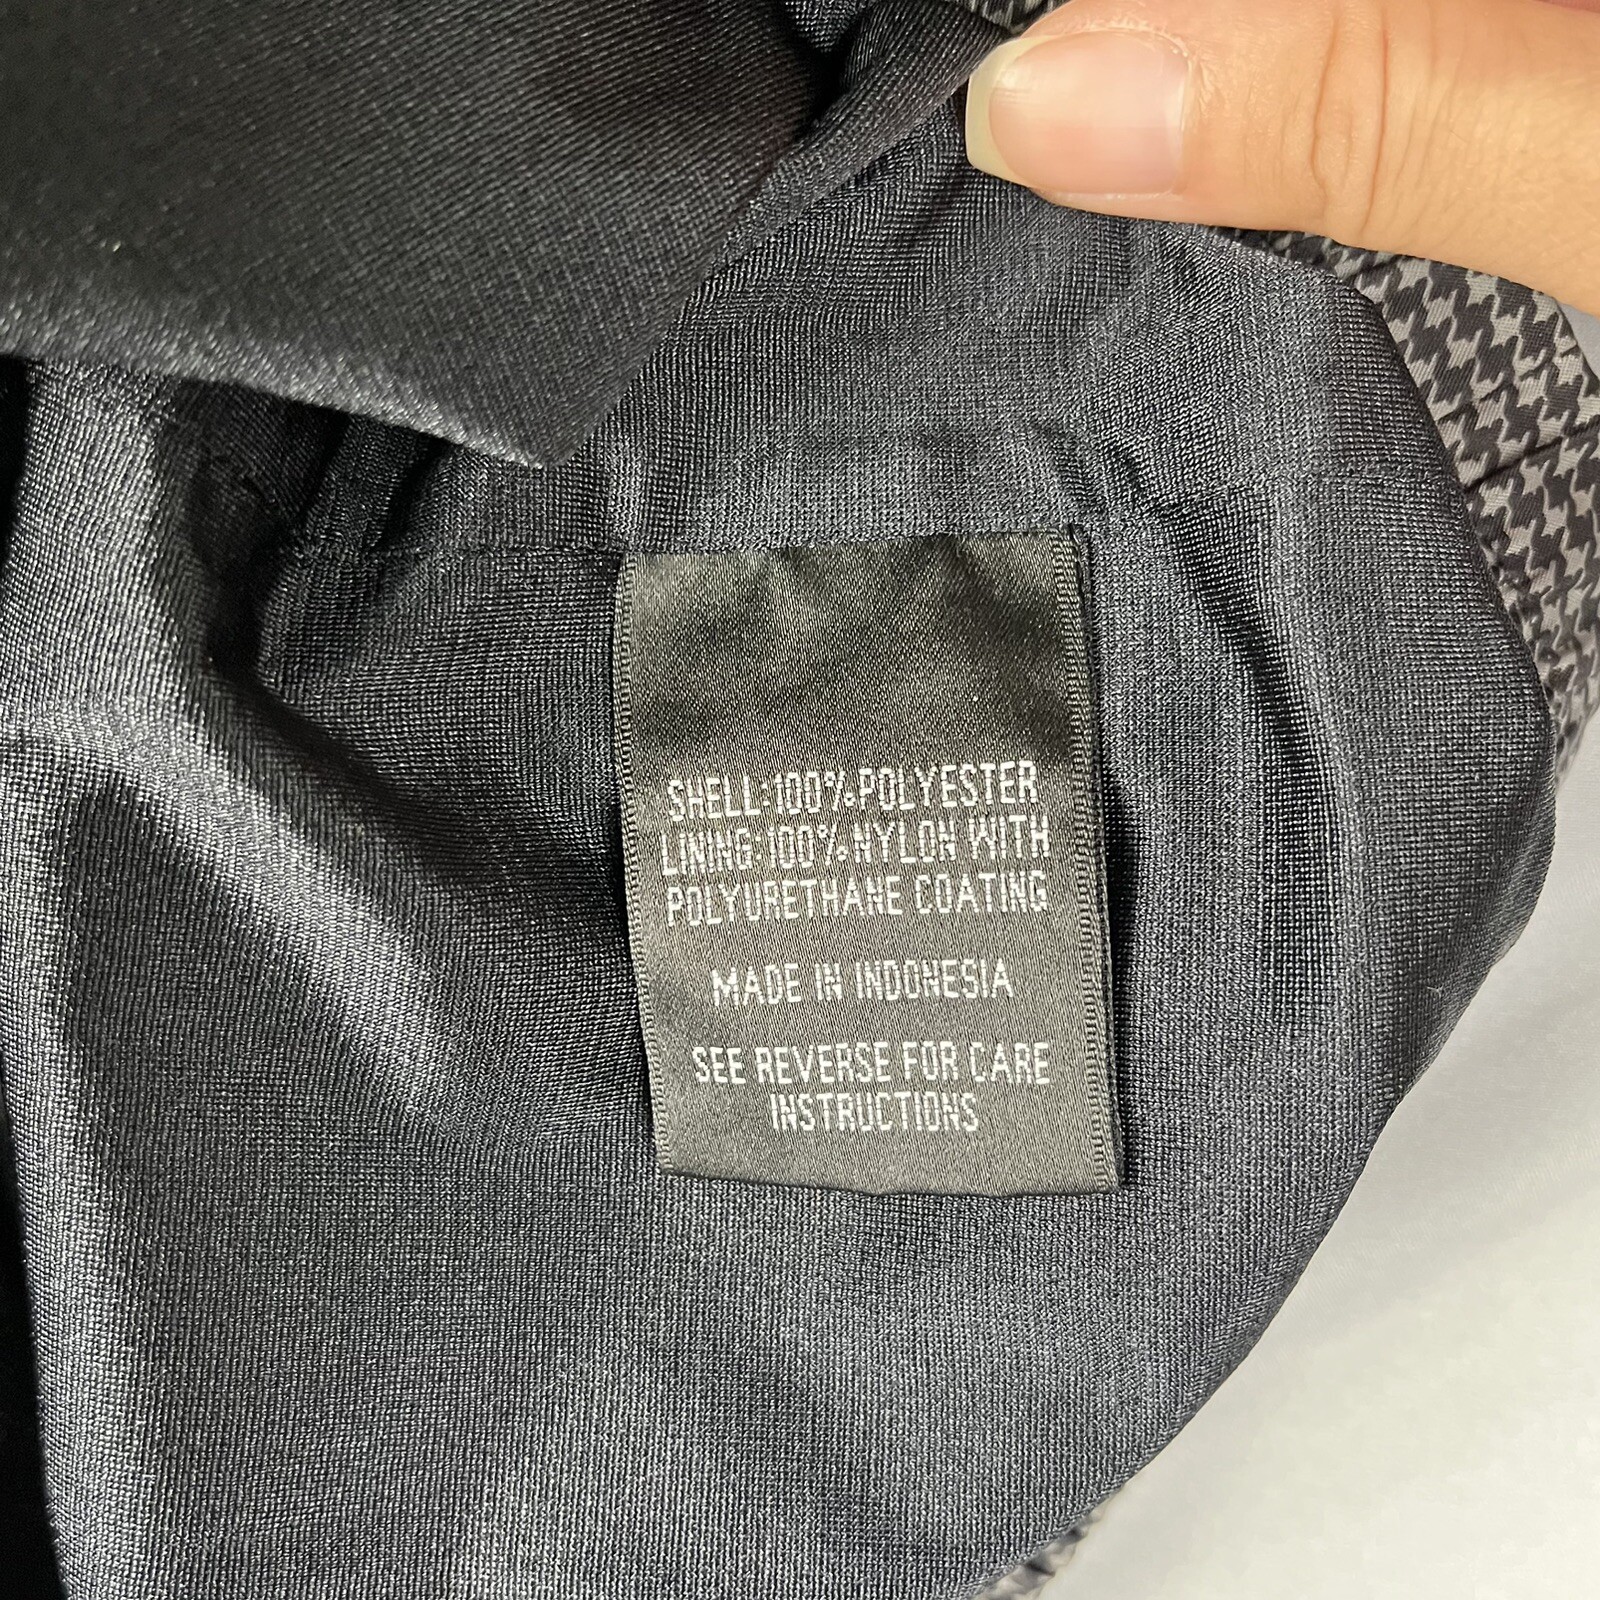 SHELL:100%POLYESTER
LINING:100%NYLON WITH
POLYURETHANE COATING
MADE IN INDONESIA
SEE REVERSE FOR CARE
INSTRUCTIONS